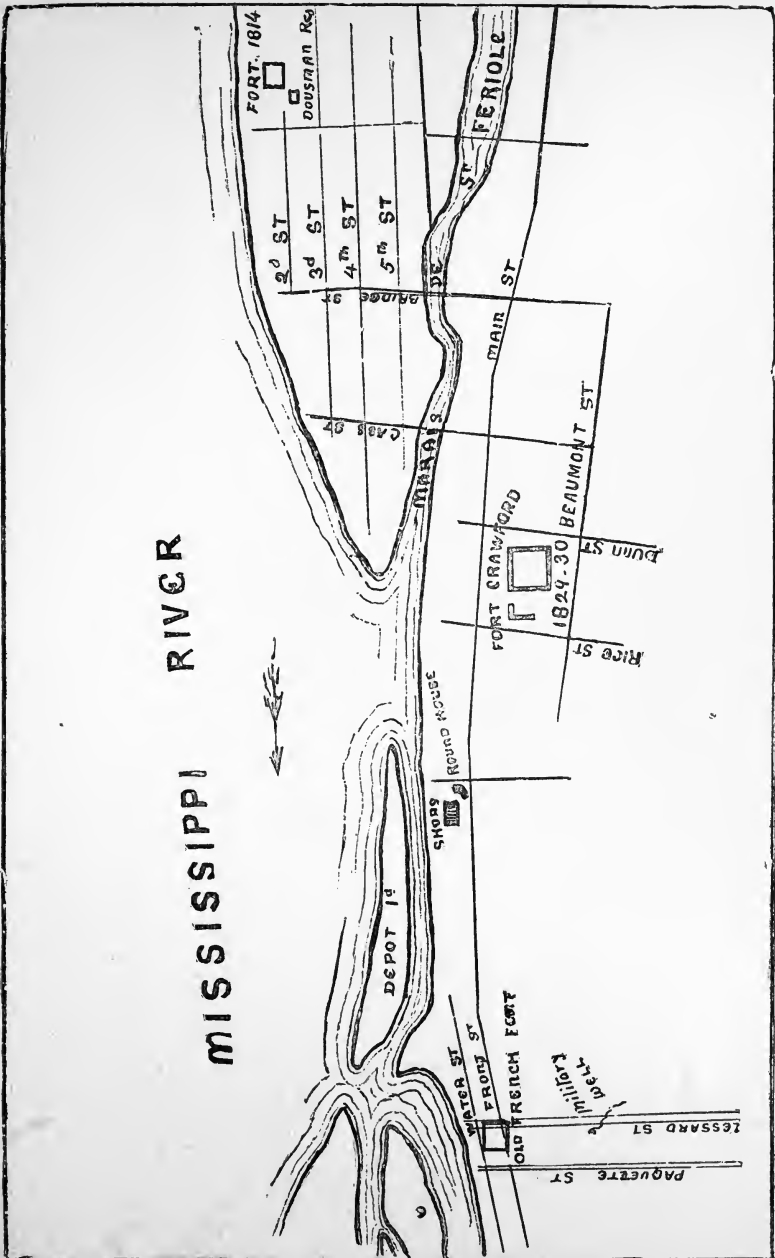 MISSISSIPPI RIVER
FORT, 1814
DOUSMAN Res
2d ST
3d ST
4th ST
5th ST
BRIDGE ST
CASS ST
MARAIS DE ST FERIOLE
MAIN ST
FORT CRAWFORD
1824-30
BEAUMONT ST
DUNN ST
RICE ST
ROUND HOUSE
SHOPS
DEPOT Id
WATER ST
FRONT ST
OLD FRENCH FORT
military
well
LESSARD ST
PAQUETTE ST